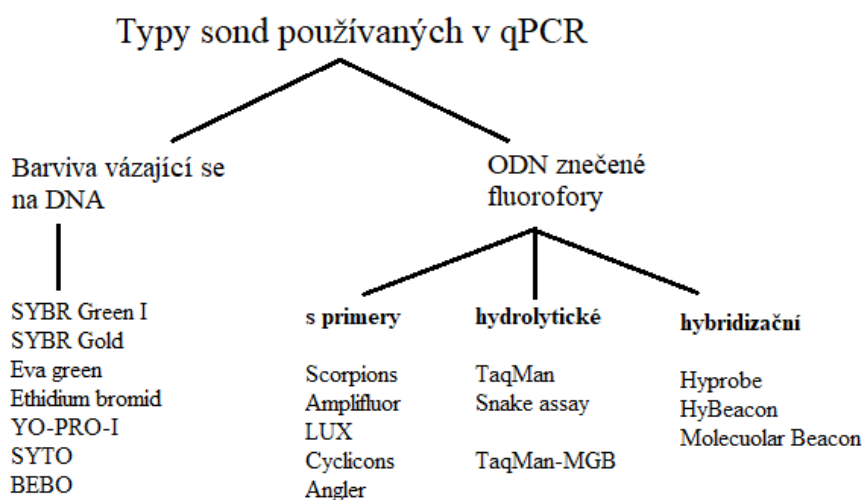 Typy sond používaných v qPCR
Barviva vázající se
na DNA
ODN znečené
fluorofory
SYBR Green I
SYBR Gold
Eva green
Ethidium bromid
YO-PRO-I
SYTO
BEBO
s primery
Scorpions
Amplifluor
LUX
Cyclicons
Angler
hydrolytické
TaqMan
Snake assay
TaqMan-MGB
hybridizační
Hyprobe
HyBeacon
Molecuolar Beacon